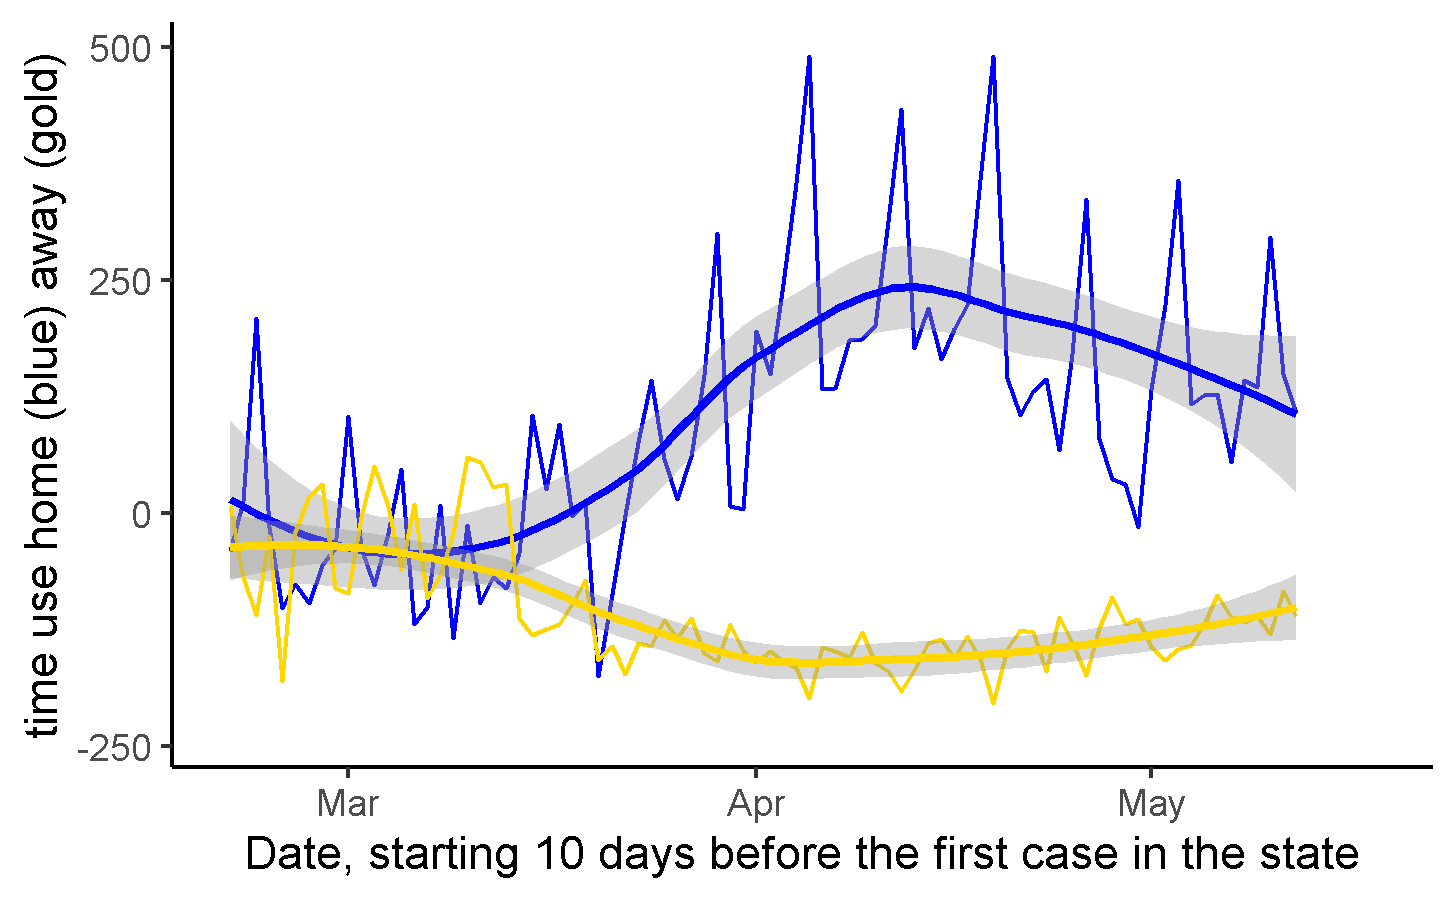 time use home (blue) away (gold)
500
250
0
-250
Mar
Apr
May
Date, starting 10 days before the first case in the state